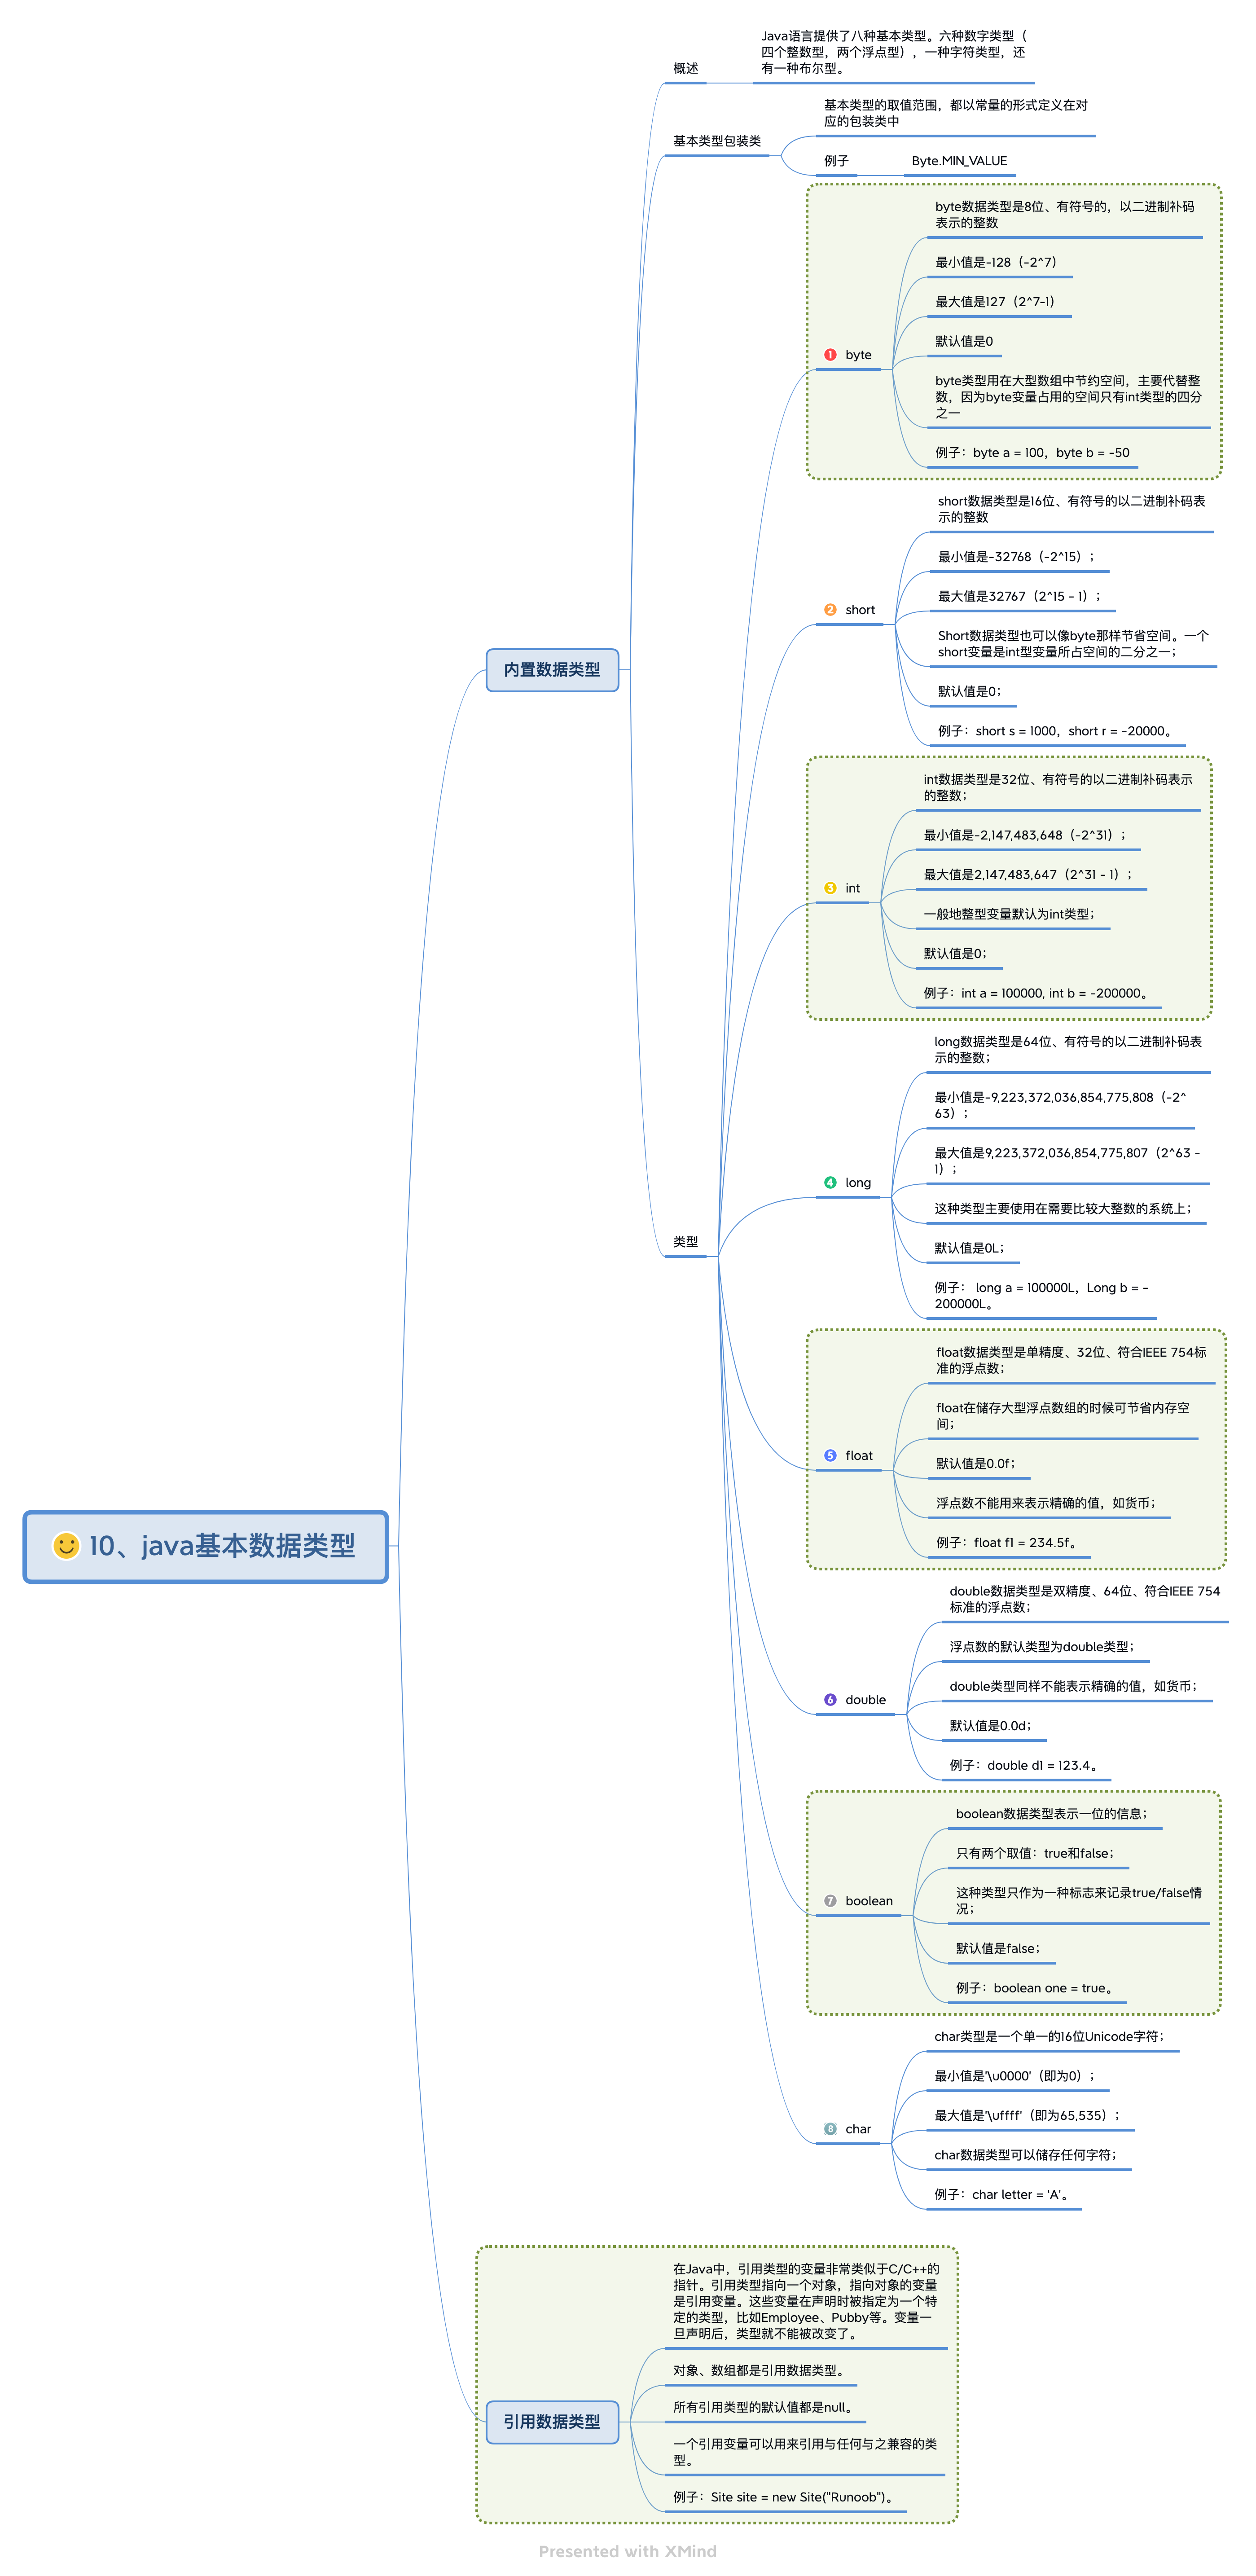 10、java基本数据类型
内置数据类型
概述
Java语言提供了八种基本类型。六种数字类型（
四个整数型，两个浮点型），一种字符类型，还
有一种布尔型。
基本类型包装类
基本类型的取值范围，都以常量的形式定义在对
应的包装类中
例子
Byte.MIN_VALUE
类型
1 byte
byte数据类型是8位、有符号的，以二进制补码
表示的整数
最小值是-128（-2^7）
最大值是127（2^7-1）
默认值是0
byte类型用在大型数组中节约空间，主要代替整
数，因为byte变量占用的空间只有int类型的四分
之一
例子：byte a = 100，byte b = -50
2 short
short数据类型是16位、有符号的以二进制补码表
示的整数
最小值是-32768（-2^15）；
最大值是32767（2^15 - 1）；
Short数据类型也可以像byte那样节省空间。一个
short变量是int型变量所占空间的二分之一；
默认值是0；
例子：short s = 1000，short r = -20000。
3 int
int数据类型是32位、有符号的以二进制补码表示
的整数；
最小值是-2,147,483,648（-2^31）；
最大值是2,147,483,647（2^31 - 1）；
一般地整型变量默认为int类型；
默认值是0；
例子：int a = 100000, int b = -200000。
4 long
long数据类型是64位、有符号的以二进制补码表
示的整数；
最小值是-9,223,372,036,854,775,808（-2^
63）；
最大值是9,223,372,036,854,775,807（2^63 -
1）；
这种类型主要使用在需要比较大整数的系统上；
默认值是0L；
例子： long a = 100000L，Long b = -
200000L。
5 float
float数据类型是单精度、32位、符合IEEE 754标
准的浮点数；
float在储存大型浮点数组的时候可节省内存空
间；
默认值是0.0f；
浮点数不能用来表示精确的值，如货币；
例子：float f1 = 234.5f。
6 double
double数据类型是双精度、64位、符合IEEE 754
标准的浮点数；
浮点数的默认类型为double类型；
double类型同样不能表示精确的值，如货币；
默认值是0.0d；
例子：double d1 = 123.4。
7 boolean
boolean数据类型表示一位的信息；
只有两个取值：true和false；
这种类型只作为一种标志来记录true/false情
况；
默认值是false；
例子：boolean one = true。
8 char
char类型是一个单一的16位Unicode字符；
最小值是'\u0000'（即为0）；
最大值是'\uffff'（即为65,535）；
char数据类型可以储存任何字符；
例子：char letter = 'A'。
引用数据类型
在Java中，引用类型的变量非常类似于C/C++的
指针。引用类型指向一个对象，指向对象的变量
是引用变量。这些变量在声明时被指定为一个特
定的类型，比如Employee、Pubby等。变量一
旦声明后，类型就不能被改变了。
对象、数组都是引用数据类型。
所有引用类型的默认值都是null。
一个引用变量可以用来引用与任何与之兼容的类
型。
例子：Site site = new Site("Runoob")。
Presented with XMind